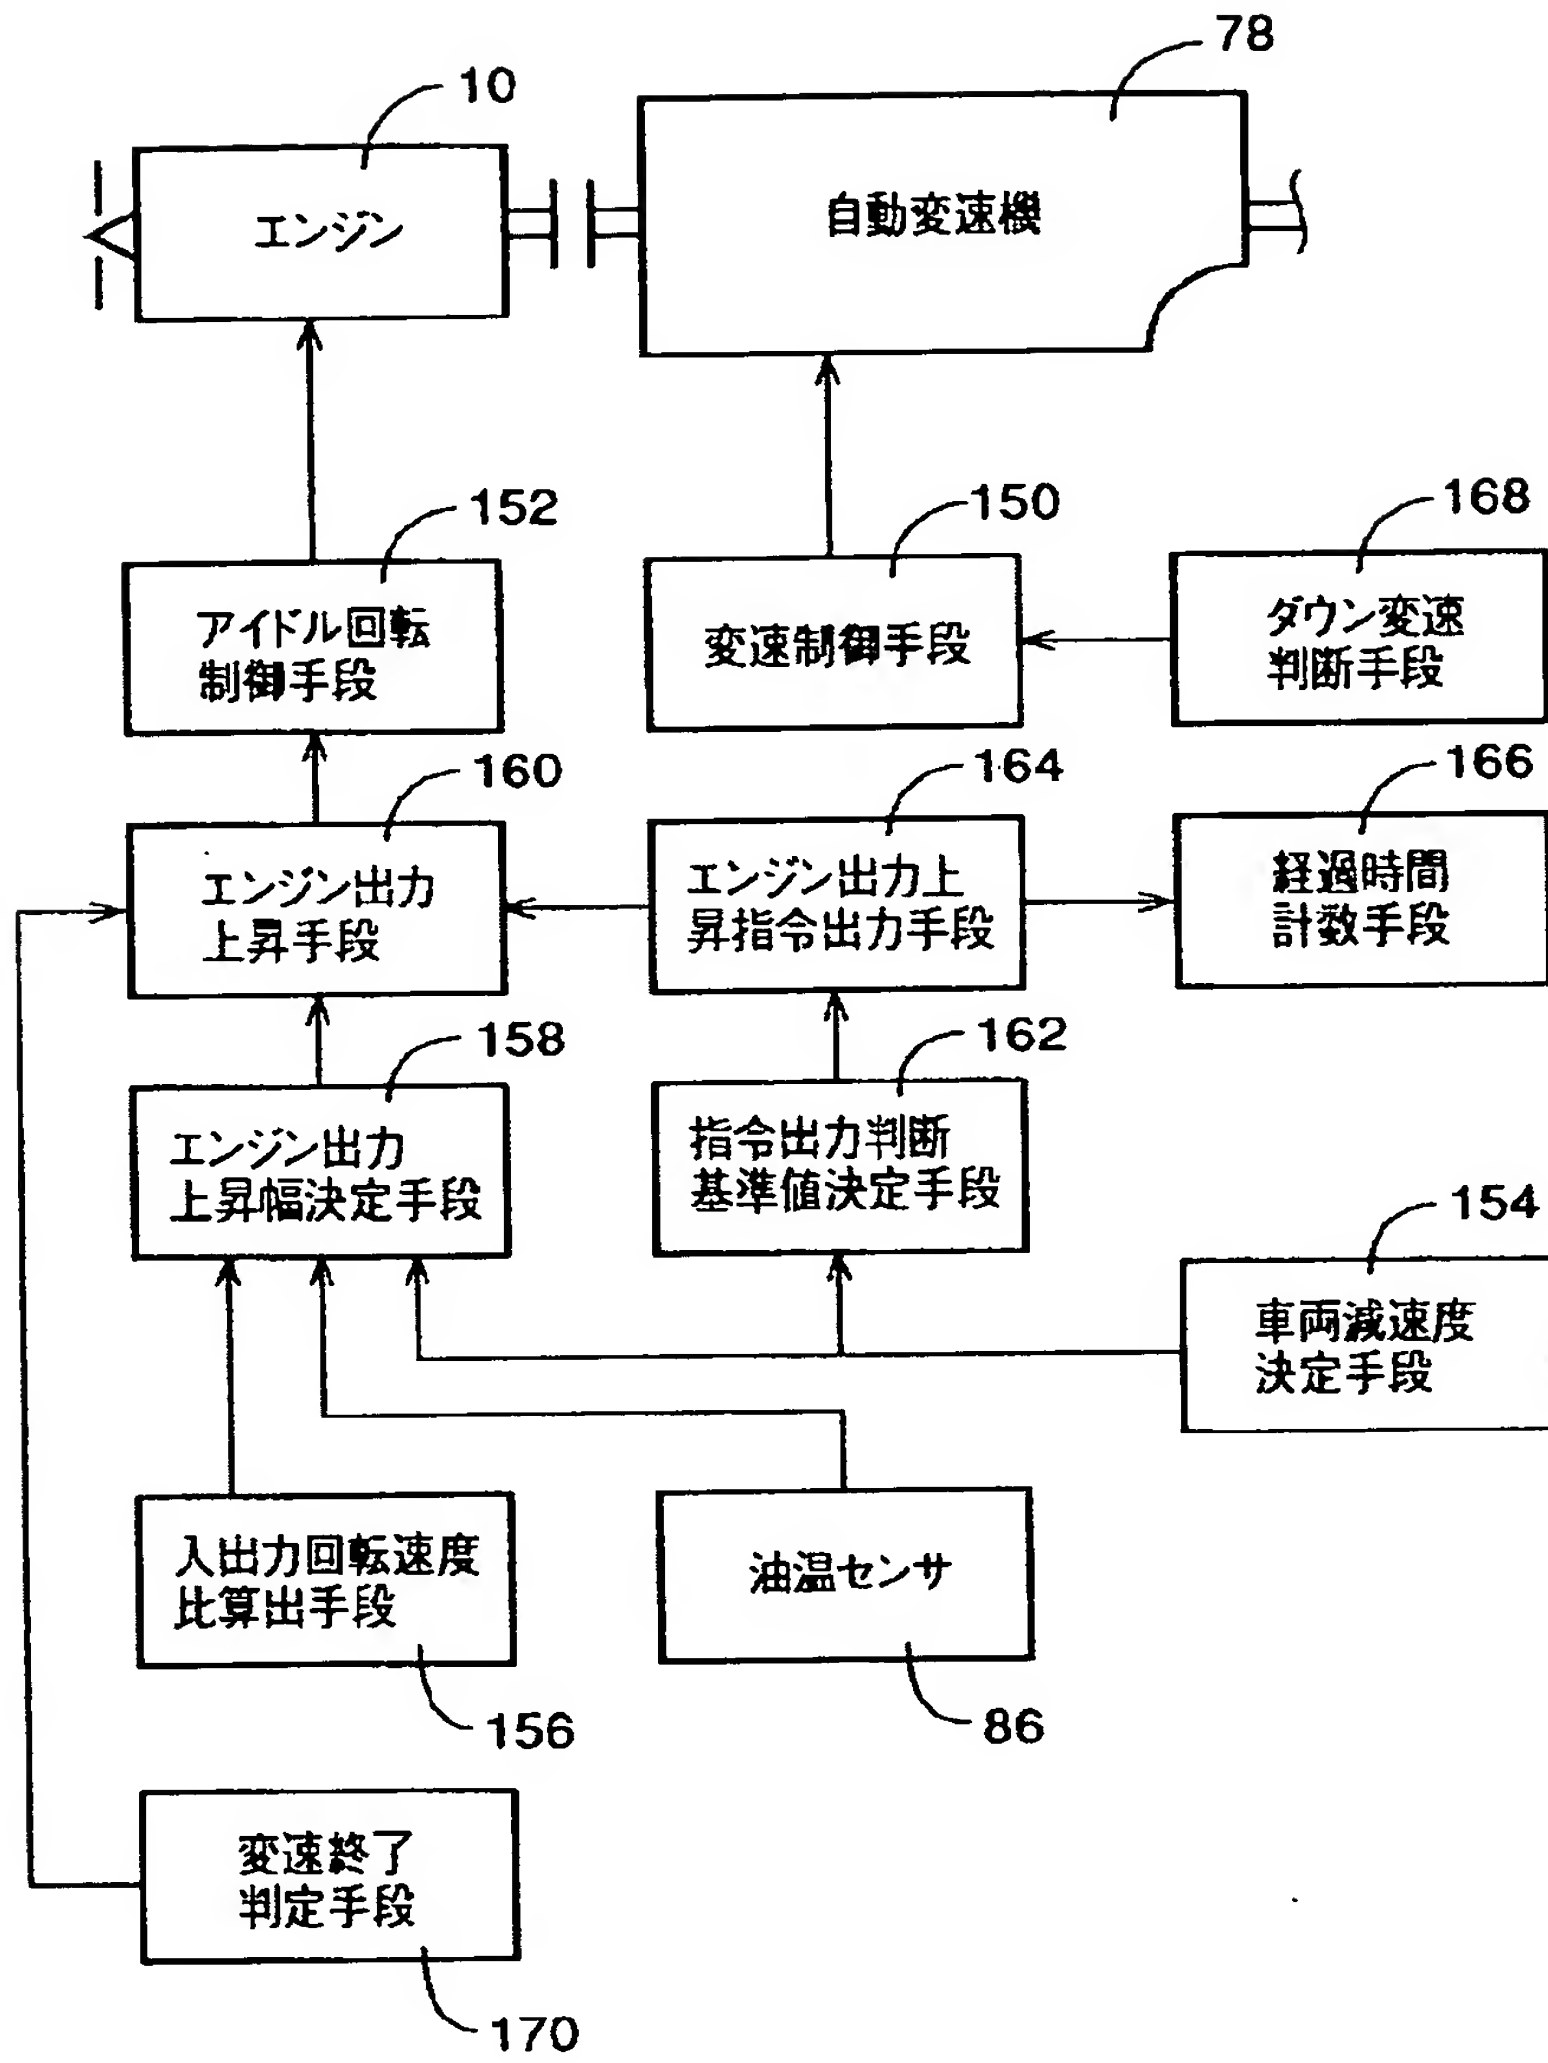 78
10
エンジン
自動変速機
152
150
168
アイドル回転
制御手段
変速制御手段
ダウン変速
判断手段
160
164
166
エンジン出力
上昇手段
エンジン出力上
昇指令出力手段
経過時間
計数手段
158
162
エンジン出力
上昇幅決定手段
指令出力判断
基準値決定手段
154
車両減速度
決定手段
入出力回転速度
比算出手段
油温センサ
156
86
変速終了
判定手段
170